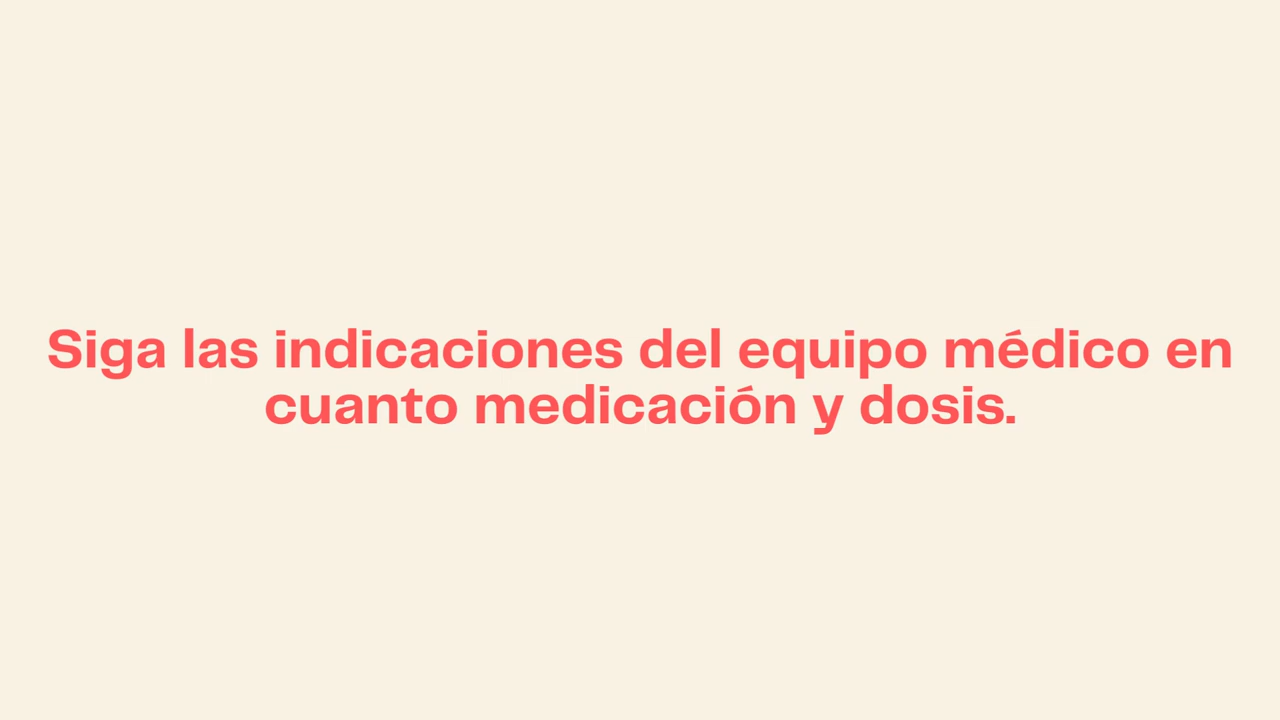 Siga las indicaciones del equipo médico en
cuanto medicación y dosis.